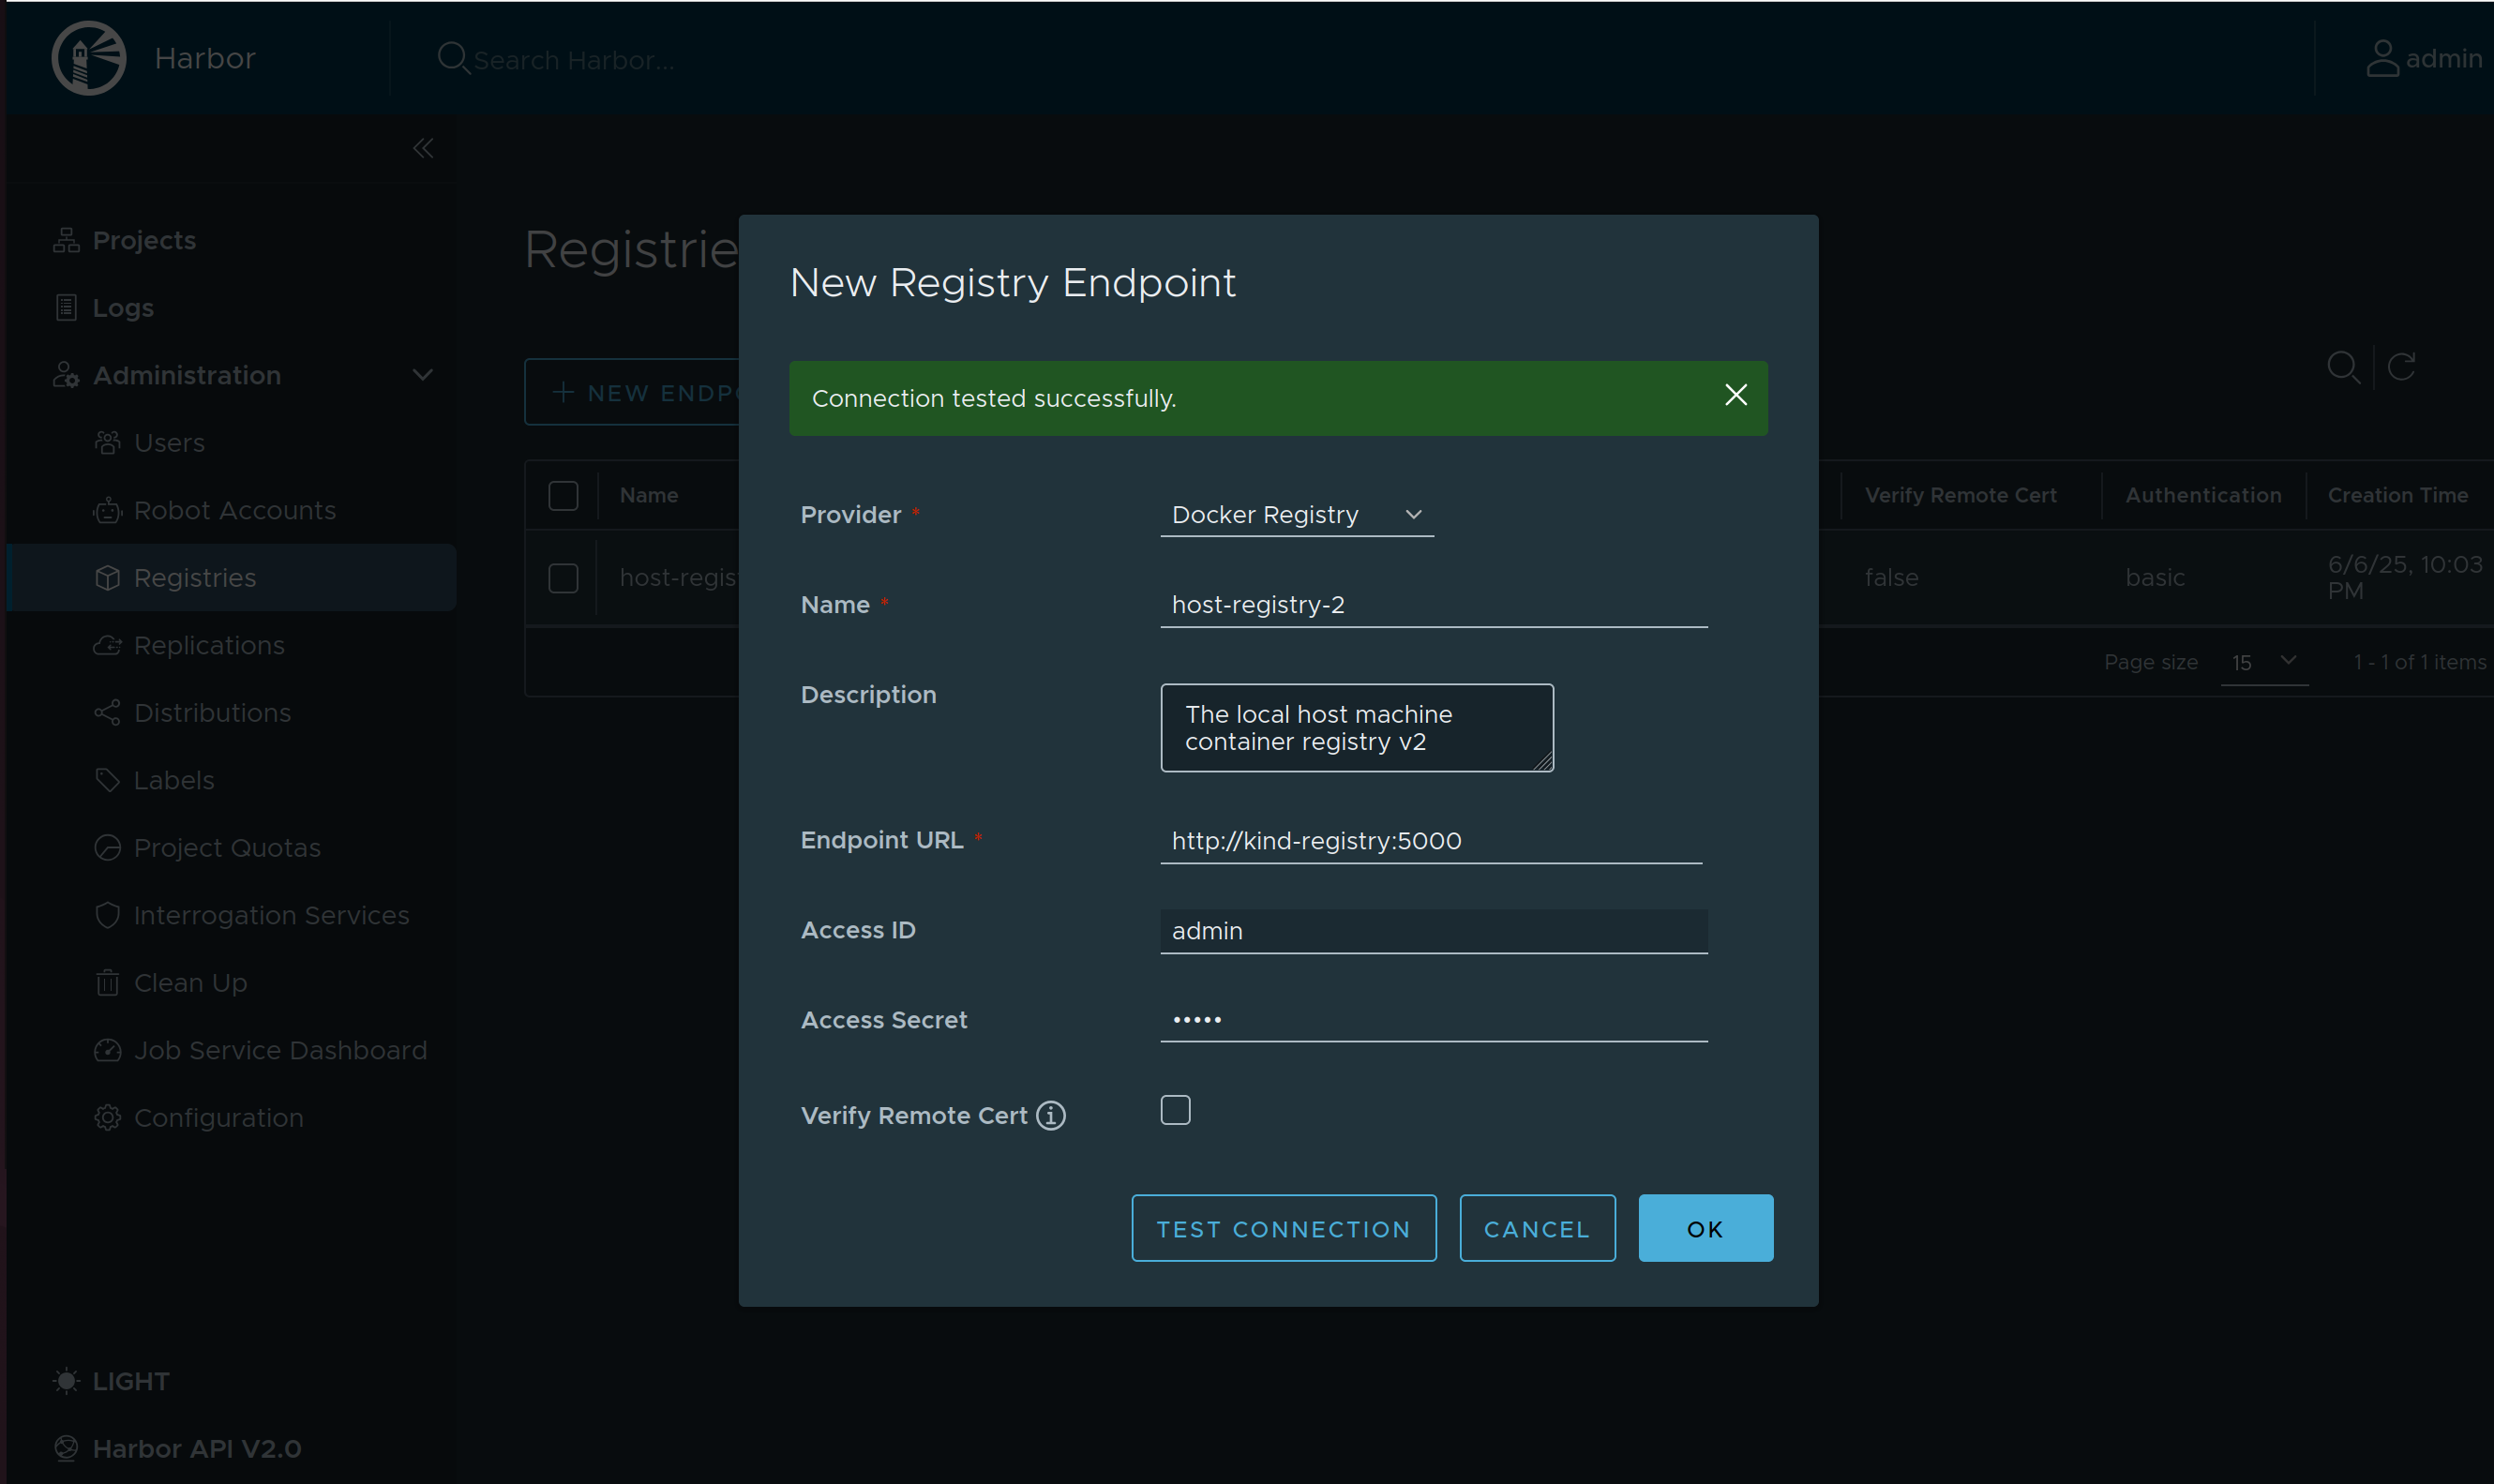 Harbor
Search Harbor...
admin
Projects
Logs
Administration
Users
Robot Accounts
Registries
Replications
Distributions
Labels
Project Quotas
Interrogation Services
Clean Up
Job Service Dashboard
Configuration
LIGHT
Harbor API V2.0
Registrie
+ NEW ENDPO
Name
Verify Remote Cert
Authentication
Creation Time
host-regist
false
basic
6/6/25, 10:03
PM
Page size
15
1 - 1 of 1 items
New Registry Endpoint
Connection tested successfully.
Provider *
Docker Registry
Name *
host-registry-2
Description
The local host machine
container registry v2
Endpoint URL *
http://kind-registry:5000
Access ID
admin
Access Secret
•••••
Verify Remote Cert
TEST CONNECTION
CANCEL
OK